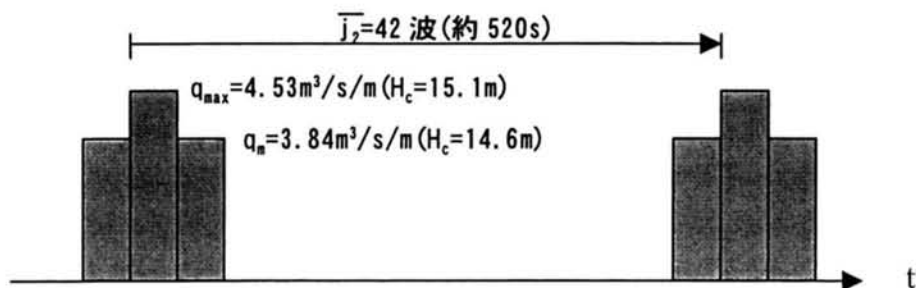 j₂=42 波(約 520s)
q_max=4.53m³/s/m(H_c=15.1m)
q_m=3.84m³/s/m(H_c=14.6m)
t